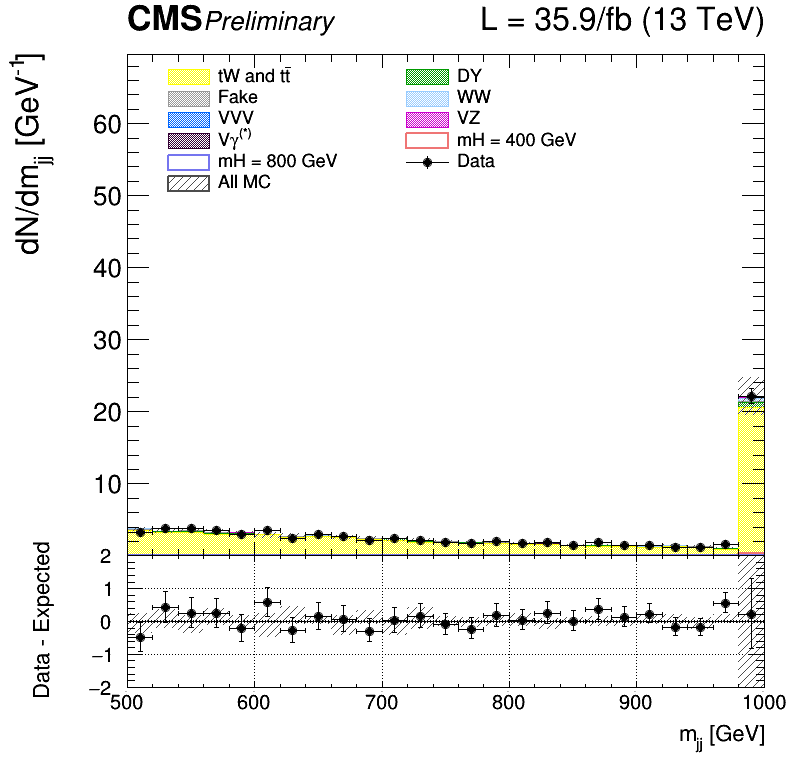 CMS Preliminary L = 35.9/fb (13 TeV)
dN/dm_jj [GeV⁻¹]
tW and tt̄ DY
Fake WW
VVV VZ
Vγ⁽*⁾ mH = 400 GeV
mH = 800 GeV Data
All MC
60
50
40
30
20
10
Data - Expected
2
1
0
−1
−2
500 600 700 800 900 1000
m_jj [GeV]